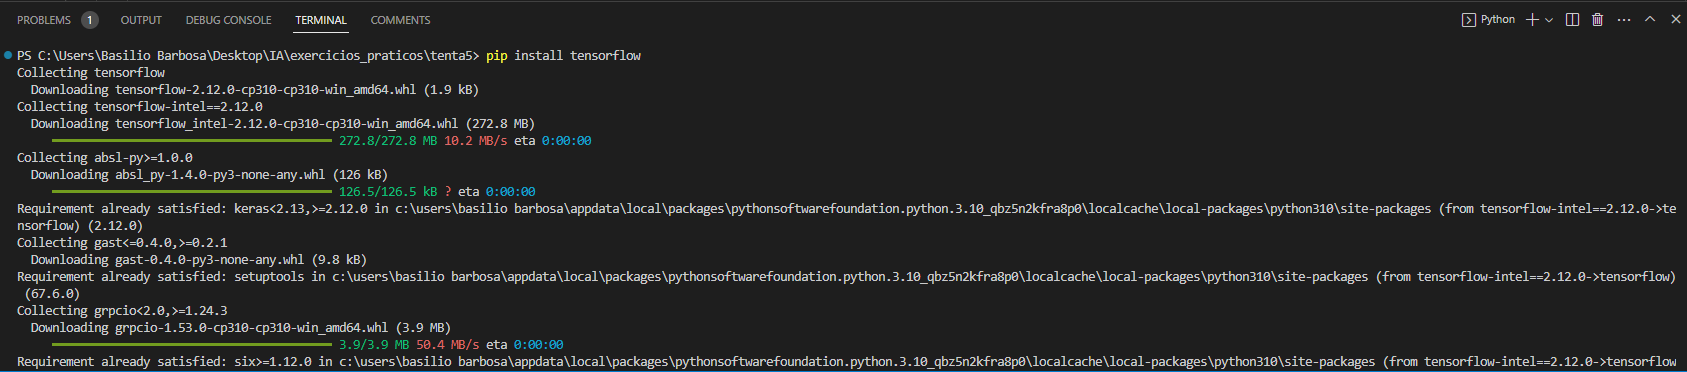 PROBLEMS 1 OUTPUT DEBUG CONSOLE TERMINAL COMMENTS Python
PS C:\Users\Basilio Barbosa\Desktop\IA\exercicios_praticos\tenta5> pip install tensorflow
Collecting tensorflow
Downloading tensorflow-2.12.0-cp310-cp310-win_amd64.whl (1.9 kB)
Collecting tensorflow-intel==2.12.0
Downloading tensorflow_intel-2.12.0-cp310-cp310-win_amd64.whl (272.8 MB)
272.8/272.8 MB 10.2 MB/s eta 0:00:00
Collecting absl-py>=1.0.0
Downloading absl_py-1.4.0-py3-none-any.whl (126 kB)
126.5/126.5 kB ? eta 0:00:00
Requirement already satisfied: keras<2.13,>=2.12.0 in c:\users\basilio barbosa\appdata\local\packages\pythonsoftwarefoundation.python.3.10_qbz5n2kfra8p0\localcache\local-packages\python310\site-packages (from tensorflow-intel==2.12.0->te
nsorflow) (2.12.0)
Collecting gast<=0.4.0,>=0.2.1
Downloading gast-0.4.0-py3-none-any.whl (9.8 kB)
Requirement already satisfied: setuptools in c:\users\basilio barbosa\appdata\local\packages\pythonsoftwarefoundation.python.3.10_qbz5n2kfra8p0\localcache\local-packages\python310\site-packages (from tensorflow-intel==2.12.0->tensorflow)
(67.6.0)
Collecting grpcio<2.0,>=1.24.3
Downloading grpcio-1.53.0-cp310-cp310-win_amd64.whl (3.9 MB)
3.9/3.9 MB 50.4 MB/s eta 0:00:00
Requirement already satisfied: six>=1.12.0 in c:\users\basilio barbosa\appdata\local\packages\pythonsoftwarefoundation.python.3.10_qbz5n2kfra8p0\localcache\local-packages\python310\site-packages (from tensorflow-intel==2.12.0->tensorflow